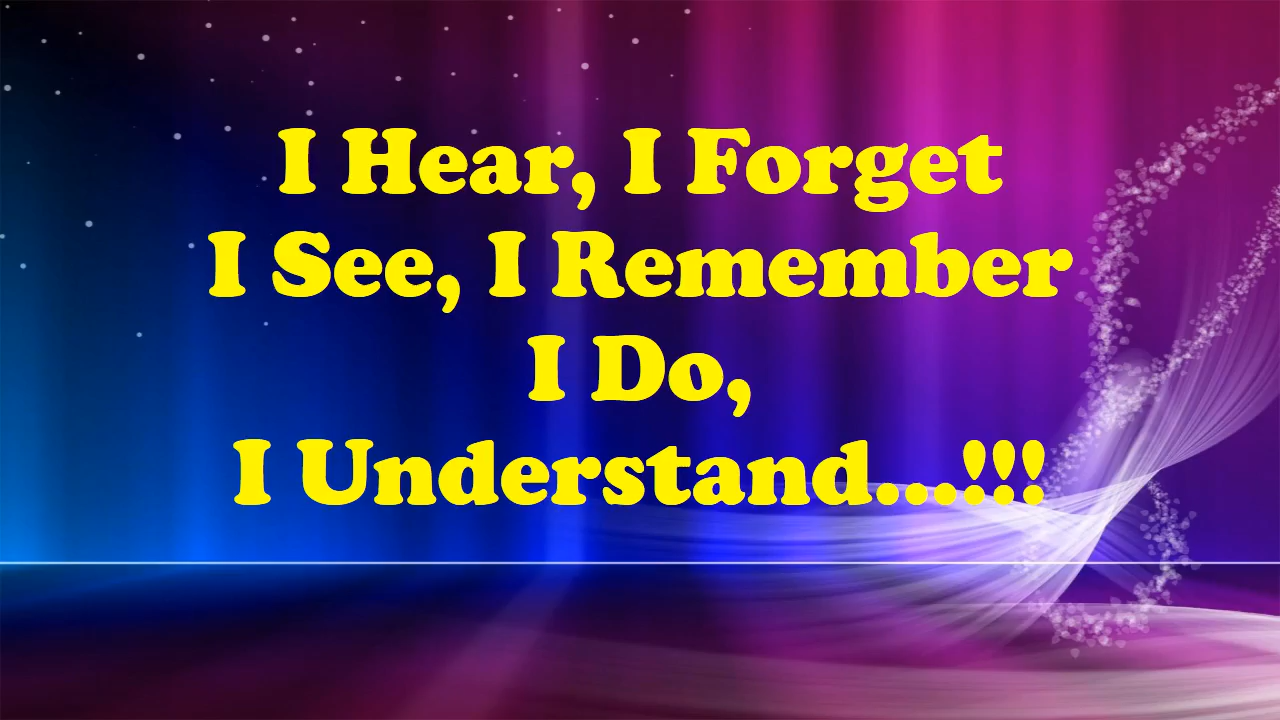 I Hear, I Forget
I See, I Remember
I Do,
I Understand...!!!